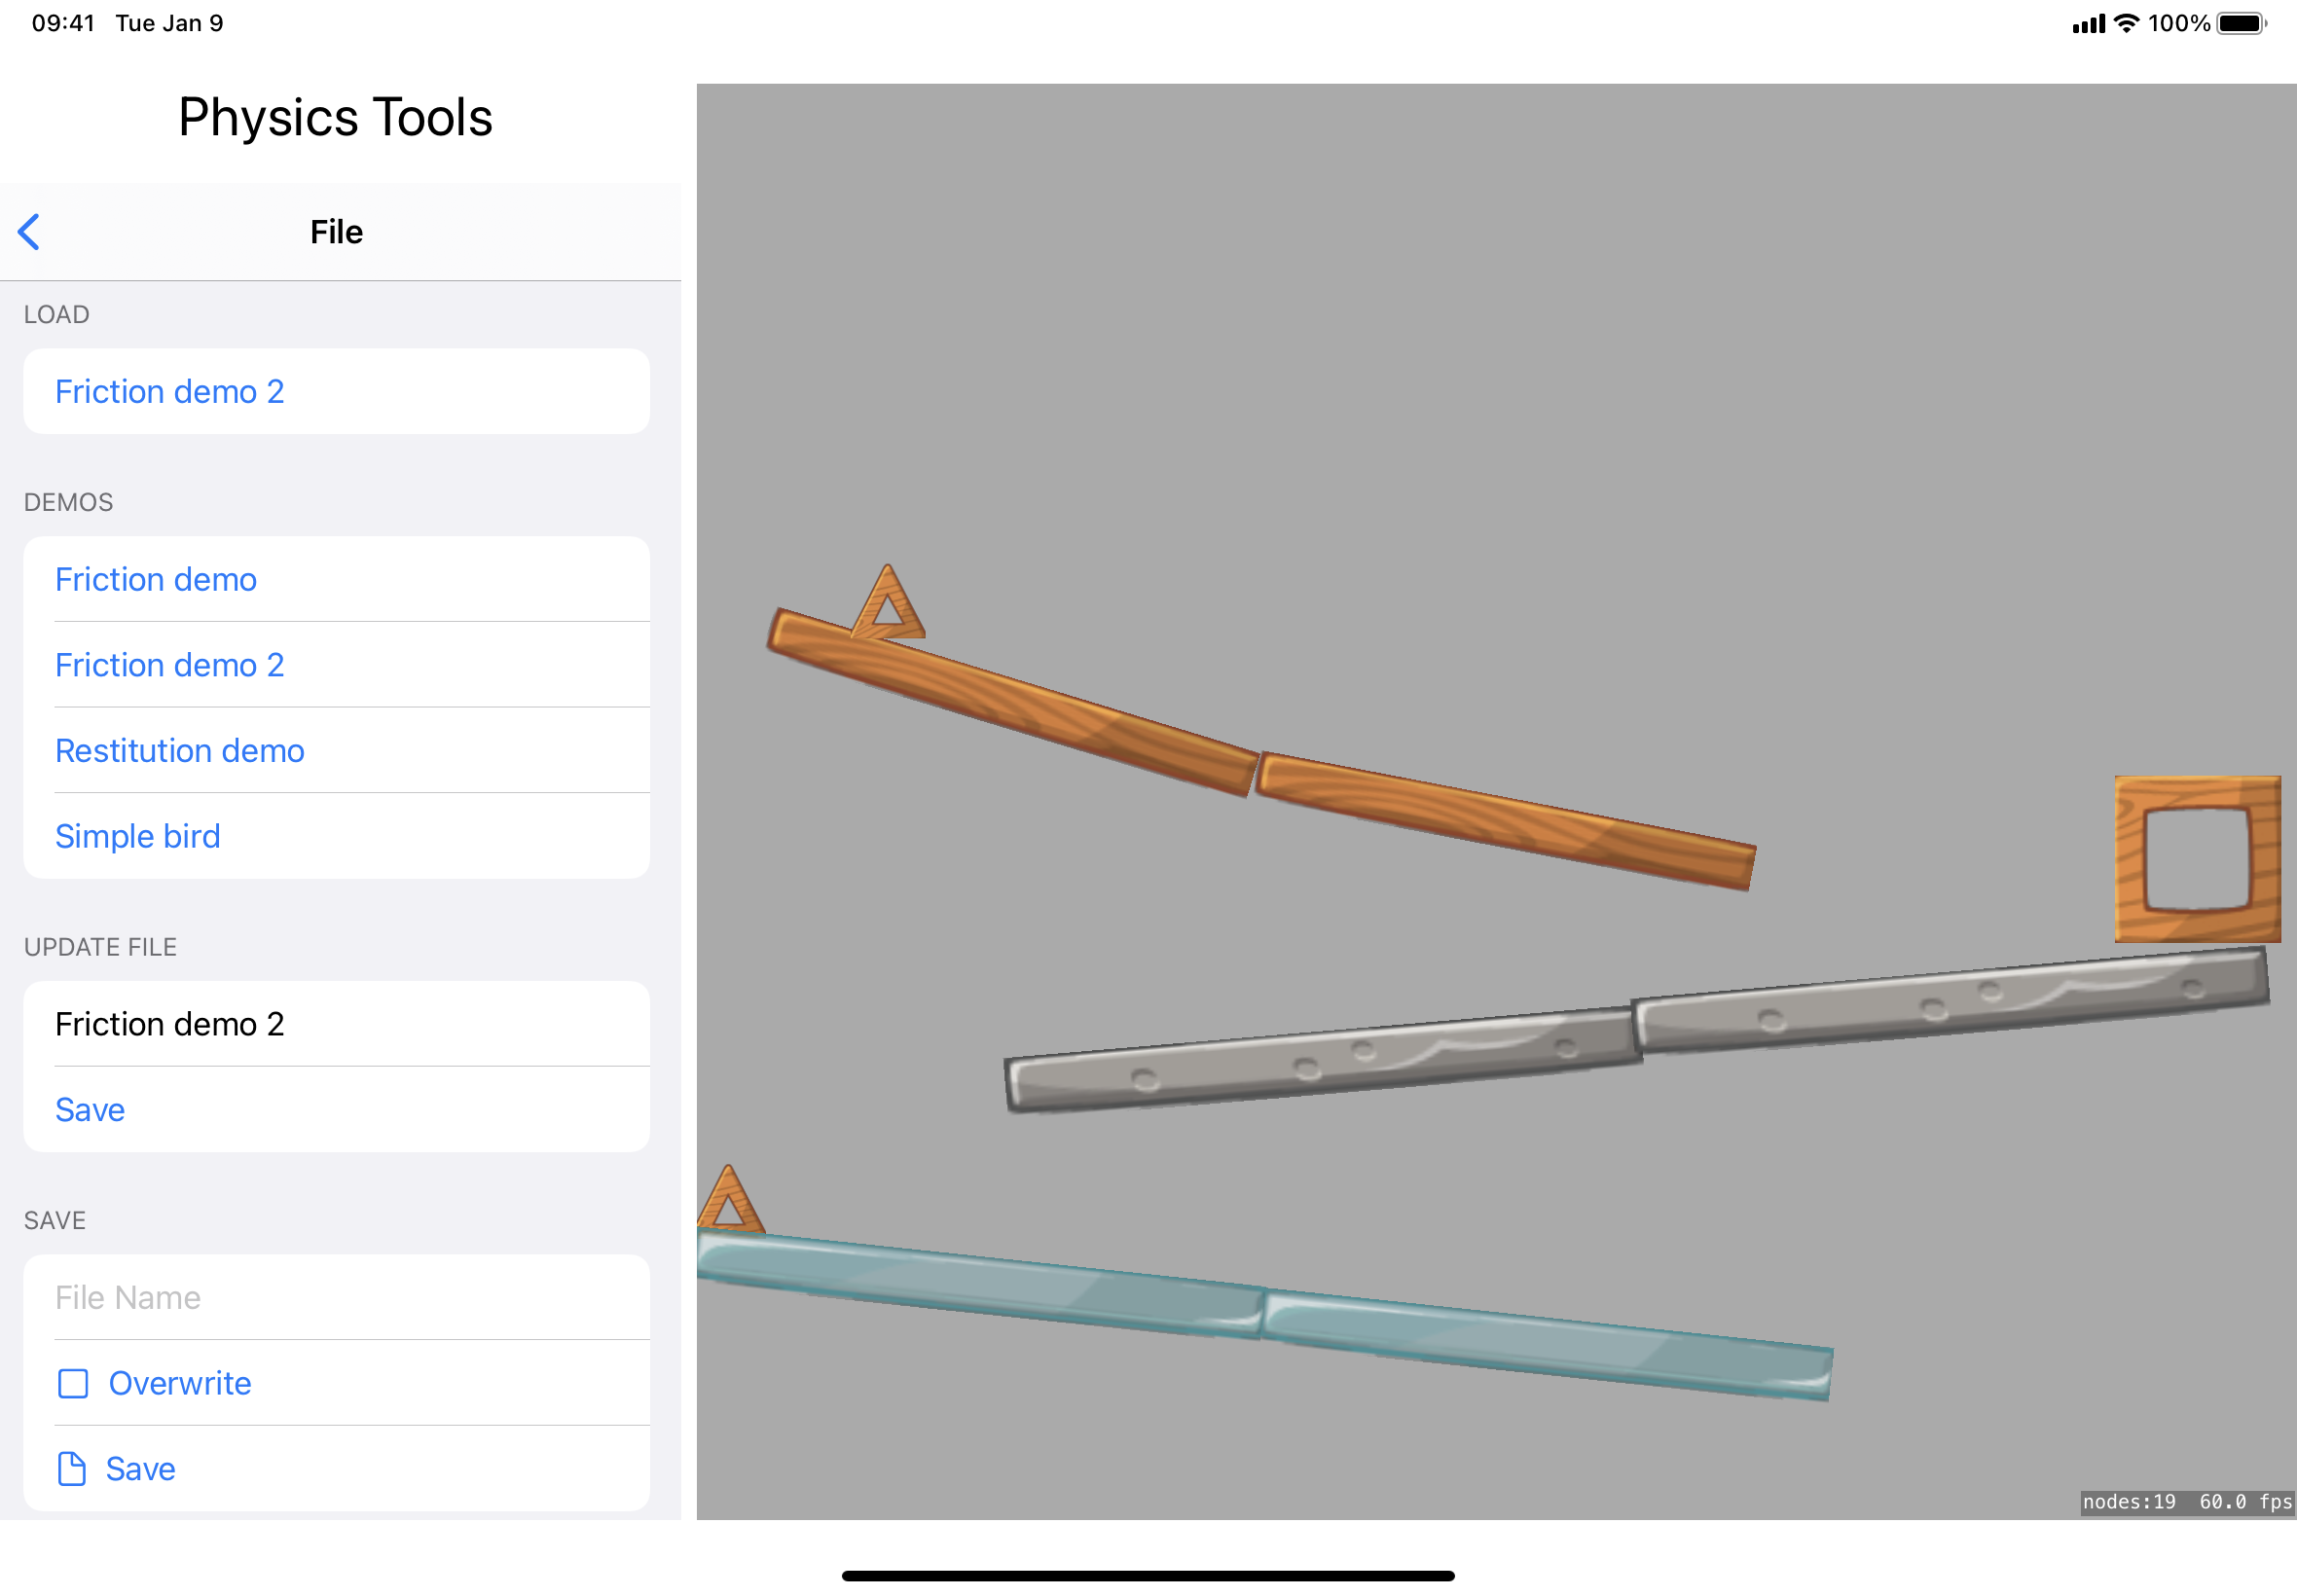 09:41 Tue Jan 9
100%
Physics Tools
File
LOAD
Friction demo 2
DEMOS
Friction demo
Friction demo 2
Restitution demo
Simple bird
UPDATE FILE
Friction demo 2
Save
SAVE
File Name
Overwrite
Save
nodes:19 60.0 fps